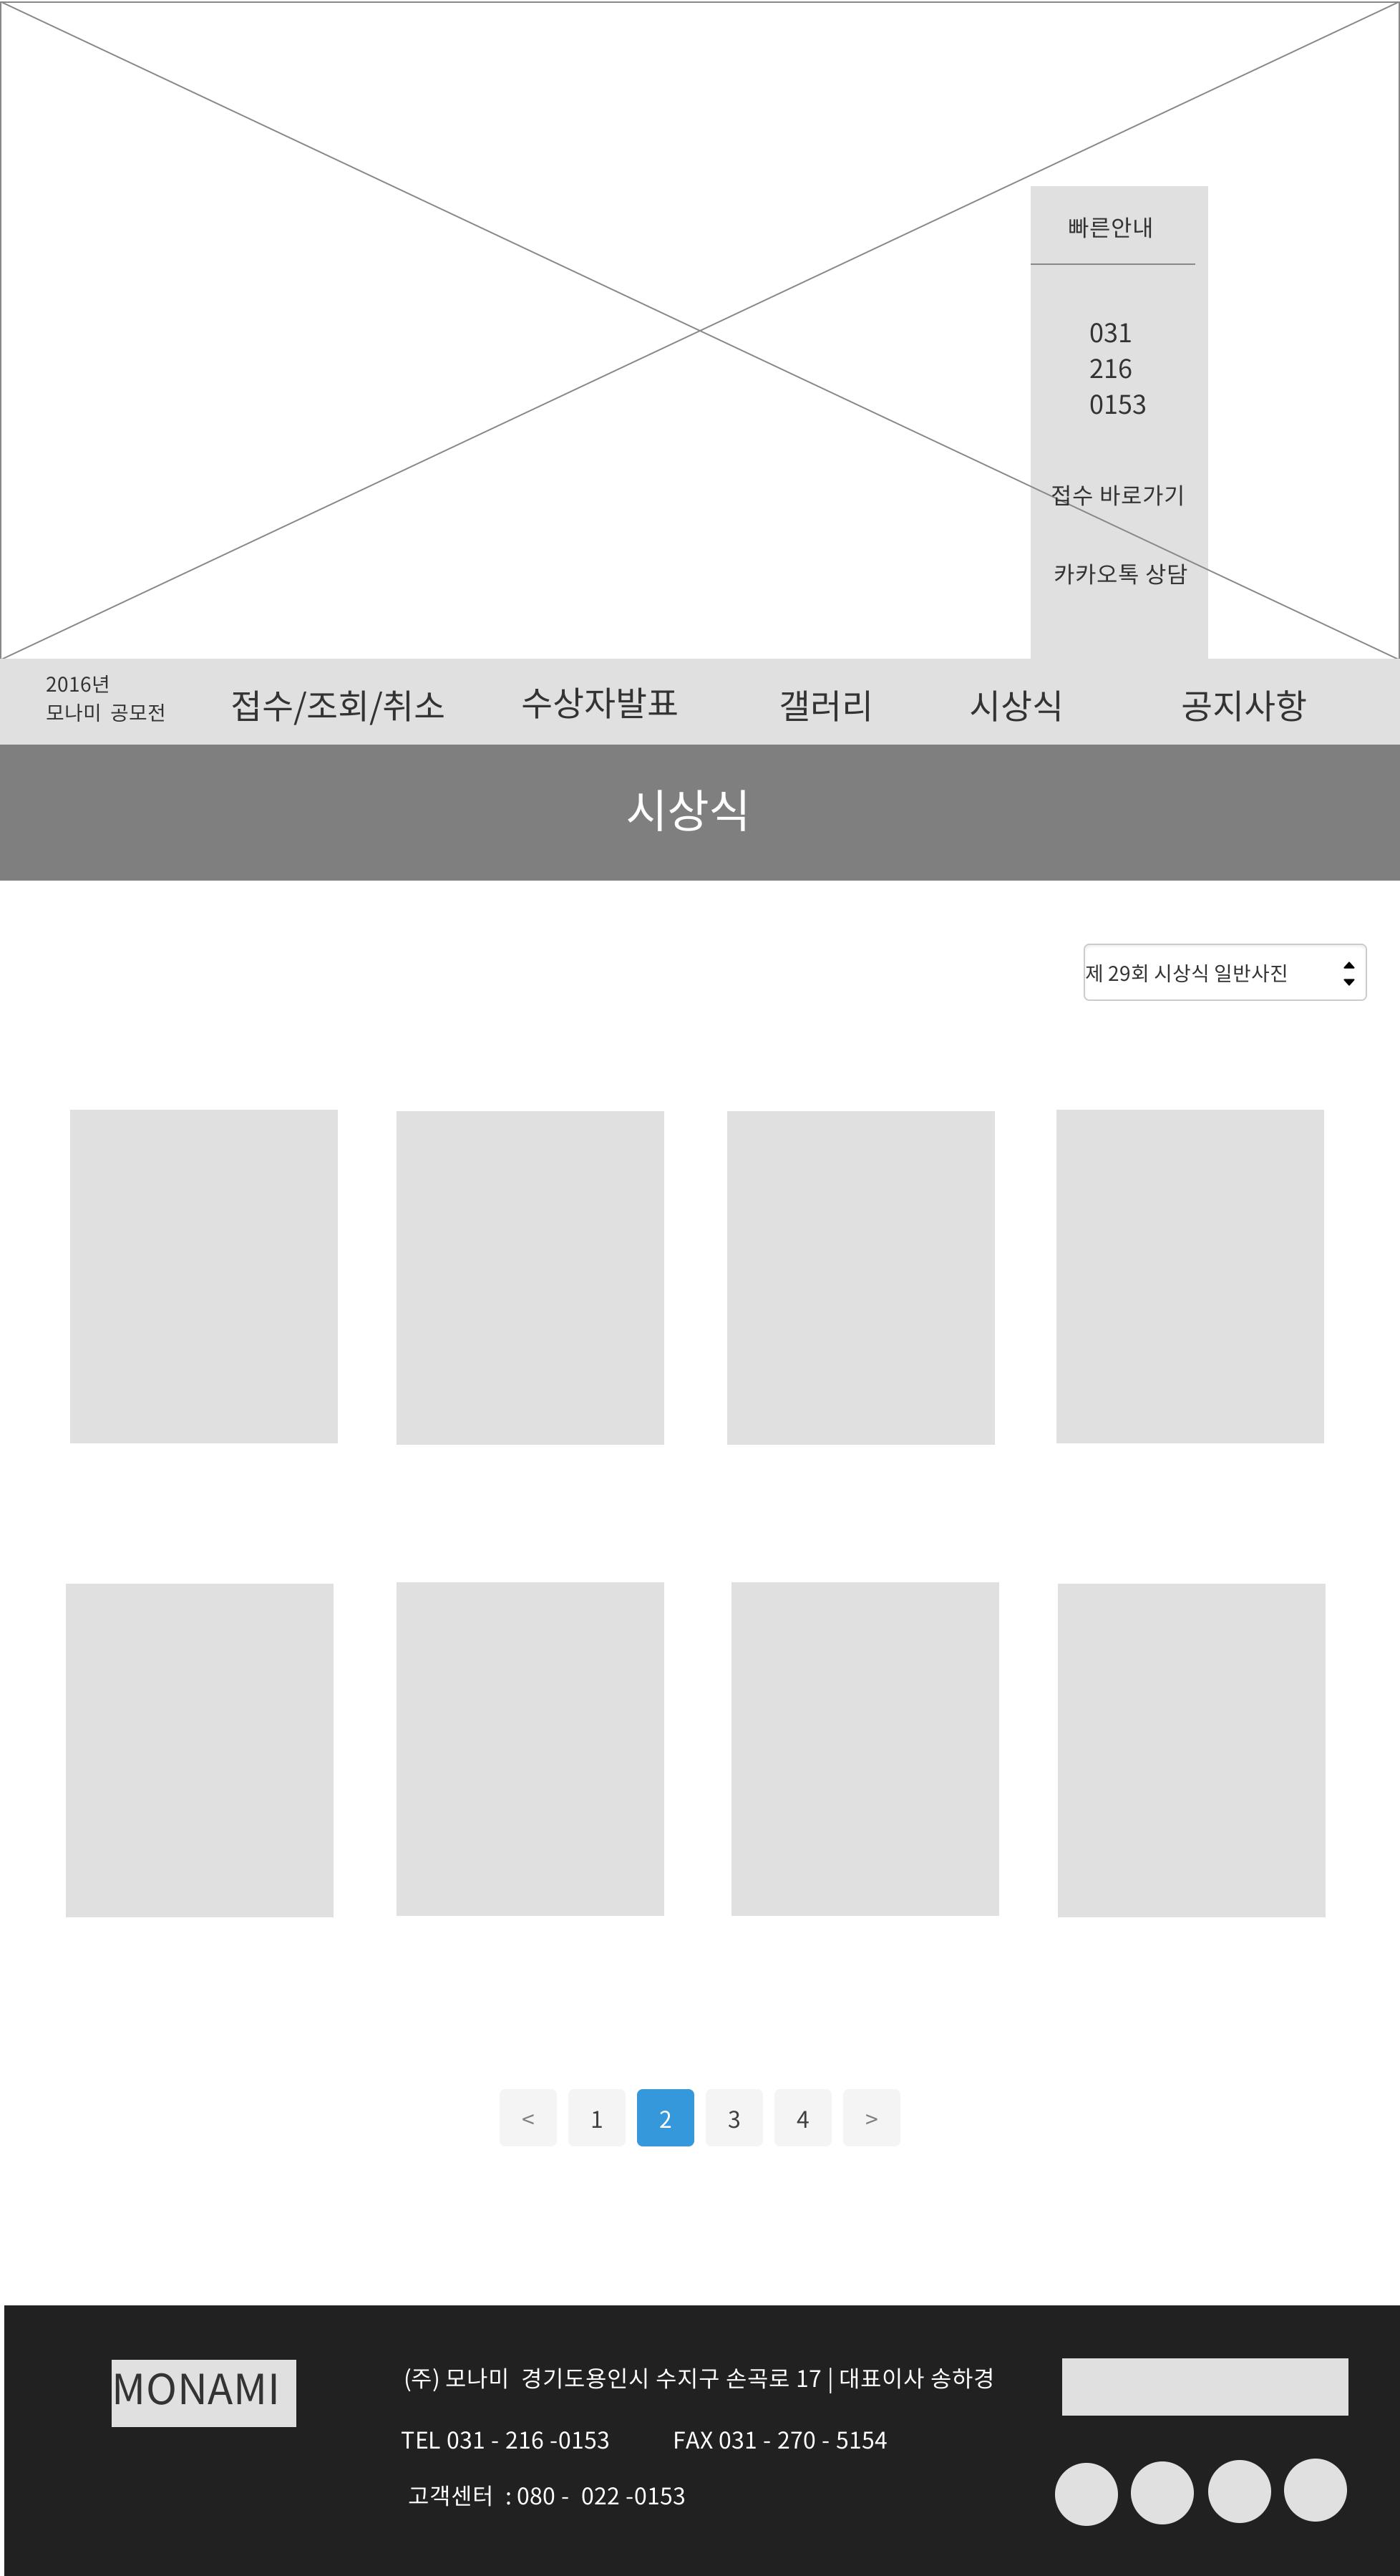 빠른안내
031
216
0153
접수 바로가기
카카오톡 상담
2016년
모나미 공모전
접수/조회/취소
수상자발표
갤러리
시상식
공지사항
시상식
제 29회 시상식 일반사진
< 1 2 3 4 >
MONAMI
(주) 모나미 경기도용인시 수지구 손곡로 17 | 대표이사 송하경
TEL 031 - 216 -0153 FAX 031 - 270 - 5154
고객센터 : 080 - 022 -0153